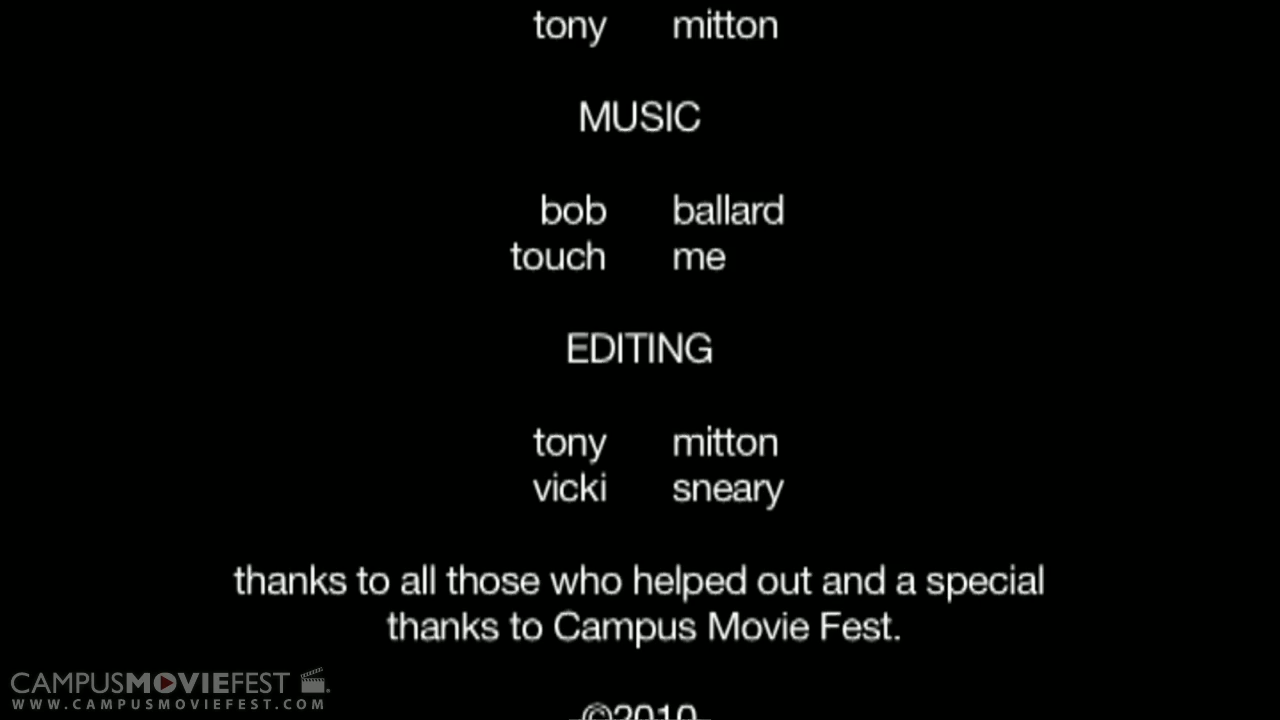 tony mitton
MUSIC
bob ballard
touch me
EDITING
tony mitton
vicki sneary
thanks to all those who helped out and a special
thanks to Campus Movie Fest.
©2010
CAMPUSMOVIEFEST
WWW.CAMPUSMOVIEFEST.COM